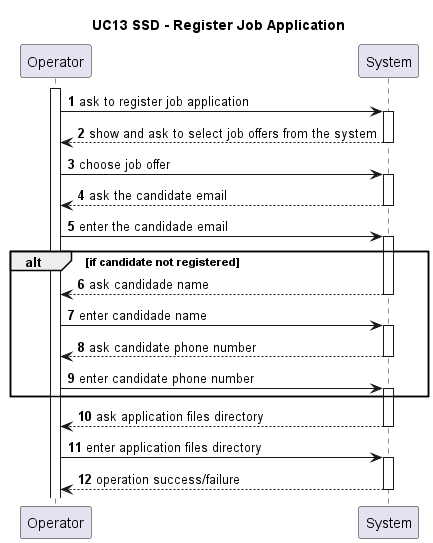 UC13 SSD - Register Job Application
Operator System
1 ask to register job application
2 show and ask to select job offers from the system
3 choose job offer
4 ask the candidate email
5 enter the candidade email
alt [if candidate not registered]
6 ask candidade name
7 enter candidade name
8 ask candidate phone number
9 enter candidate phone number
10 ask application files directory
11 enter application files directory
12 operation success/failure
Operator System